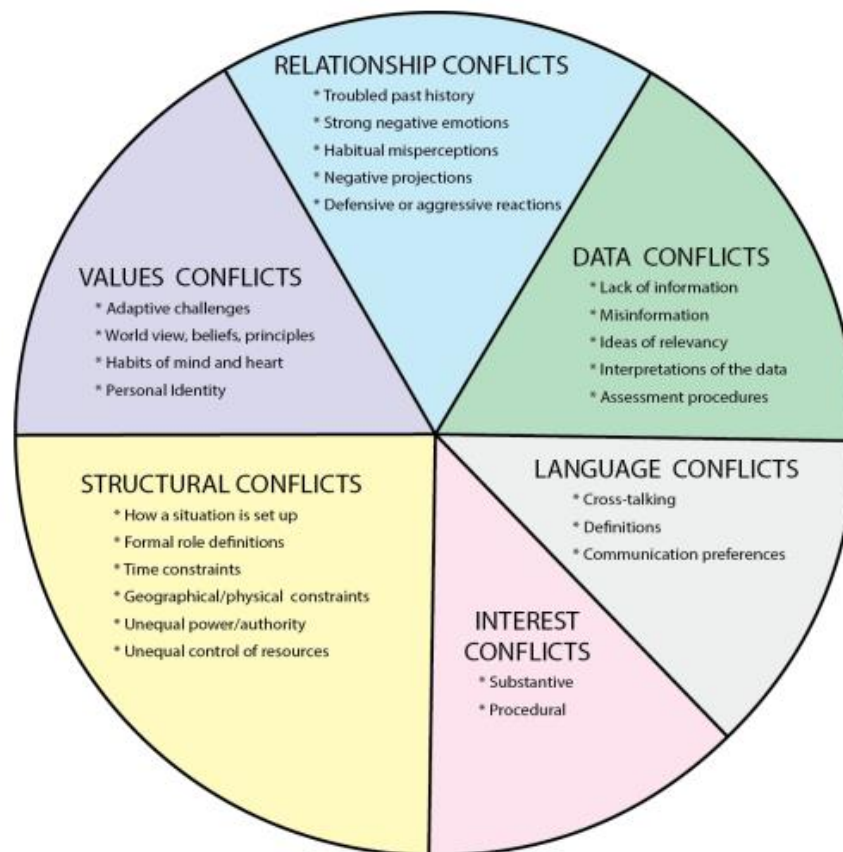 RELATIONSHIP CONFLICTS
* Troubled past history
* Strong negative emotions
* Habitual misperceptions
* Negative projections
* Defensive or aggressive reactions
DATA CONFLICTS
* Lack of information
* Misinformation
* Ideas of relevancy
* Interpretations of the data
* Assessment procedures
LANGUAGE CONFLICTS
* Cross-talking
* Definitions
* Communication preferences
INTEREST
CONFLICTS
* Substantive
* Procedural
STRUCTURAL CONFLICTS
* How a situation is set up
* Formal role definitions
* Time constraints
* Geographical/physical constraints
* Unequal power/authority
* Unequal control of resources
VALUES CONFLICTS
* Adaptive challenges
* World view, beliefs, principles
* Habits of mind and heart
* Personal Identity